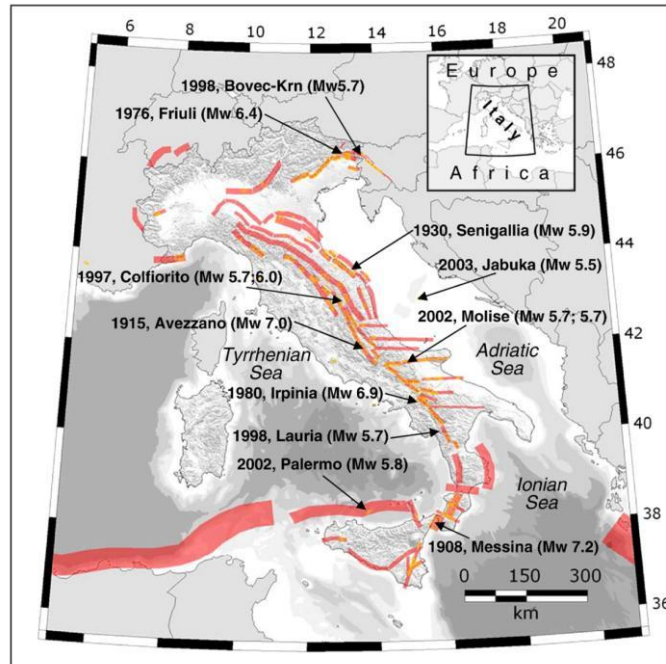 6 8 10 12 14 16 18 20
48
1998, Bovec-Krn (Mw5.7)
1976, Friuli (Mw 6.4)
Europe
Italy
Africa
46
1930, Senigallia (Mw 5.9)
44
2003, Jabuka (Mw 5.5)
1997, Colfiorito (Mw 5.7;6.0)
2002, Molise (Mw 5.7; 5.7)
1915, Avezzano (Mw 7.0)
42
Tyrrhenian
Sea
Adriatic
Sea
1980, Irpinia (Mw 6.9)
40
1998, Lauria (Mw 5.7)
2002, Palermo (Mw 5.8)
Ionian
Sea
38
1908, Messina (Mw 7.2)
0 150 300
km
36